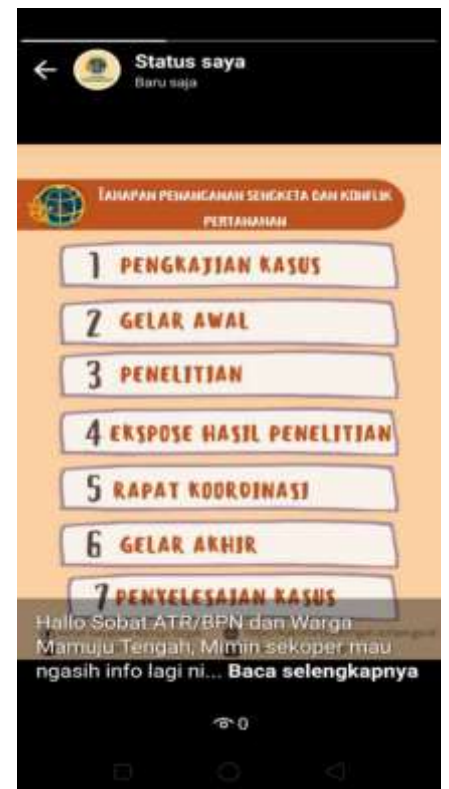 Status saya
Baru saja
TAHAPAN PENANGANAN SENGKETA DAN KONFLIK
PERTANAHAN
1 PENGKAJIAN KASUS
2 GELAR AWAL
3 PENELITIAN
4 EKSPOSE HASIL PENELITIAN
5 RAPAT KOORDINASI
6 GELAR AKHIR
7 PENYELESAIAN KASUS
Hallo Sobat ATR/BPN dan Warga
Mamuju Tengah, Mimin sekoper mau
ngasih info lagi ni... Baca selengkapnya
0